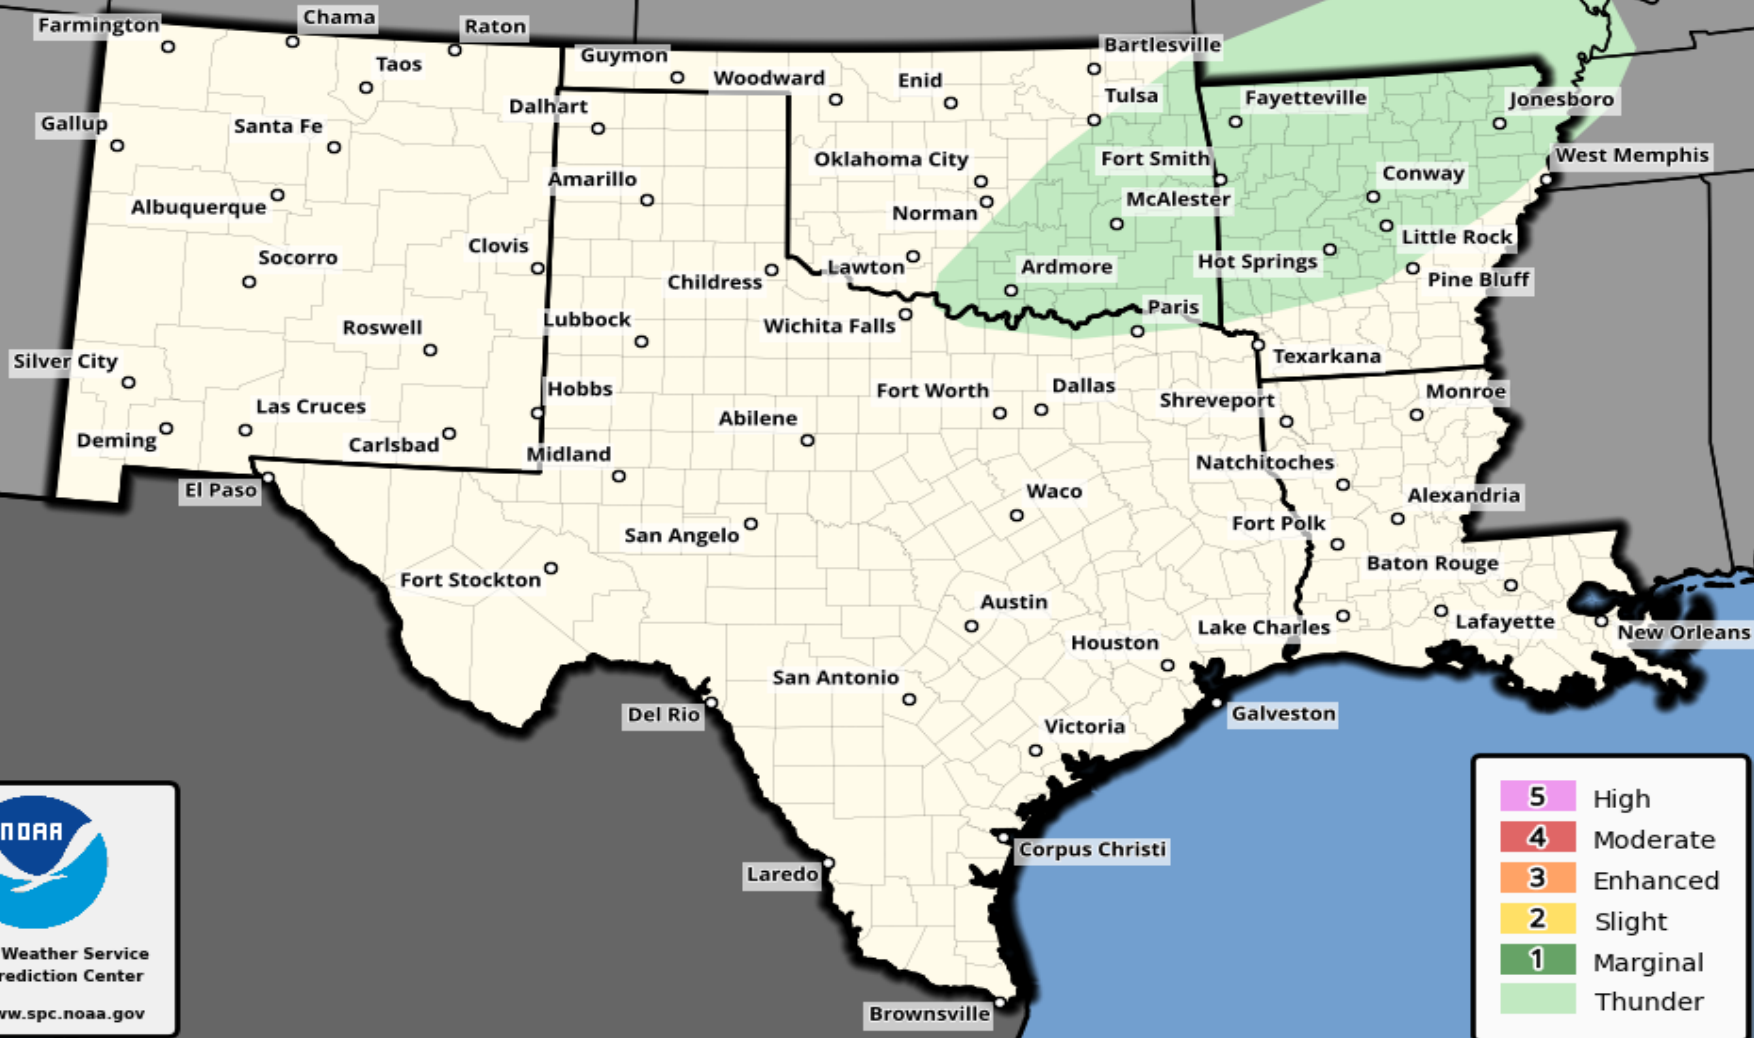 Farmington
Chama
Raton
Taos
Guymon
Woodward
Enid
Bartlesville
Tulsa
Fayetteville
Jonesboro
Gallup
Santa Fe
Dalhart
Oklahoma City
Fort Smith
West Memphis
Amarillo
Conway
Albuquerque
Norman
McAlester
Socorro
Clovis
Childress
Lawton
Ardmore
Hot Springs
Little Rock
Pine Bluff
Roswell
Lubbock
Wichita Falls
Paris
Silver City
Texarkana
Hobbs
Fort Worth
Dallas
Shreveport
Monroe
Las Cruces
Abilene
Deming
Carlsbad
Midland
Natchitoches
El Paso
Waco
Alexandria
San Angelo
Fort Polk
Fort Stockton
Baton Rouge
Austin
Lake Charles
Lafayette
New Orleans
Houston
San Antonio
Del Rio
Galveston
Victoria
Corpus Christi
Laredo
Brownsville
NOAA
Weather Service
rediction Center
ww.spc.noaa.gov
5 High
4 Moderate
3 Enhanced
2 Slight
1 Marginal
Thunder